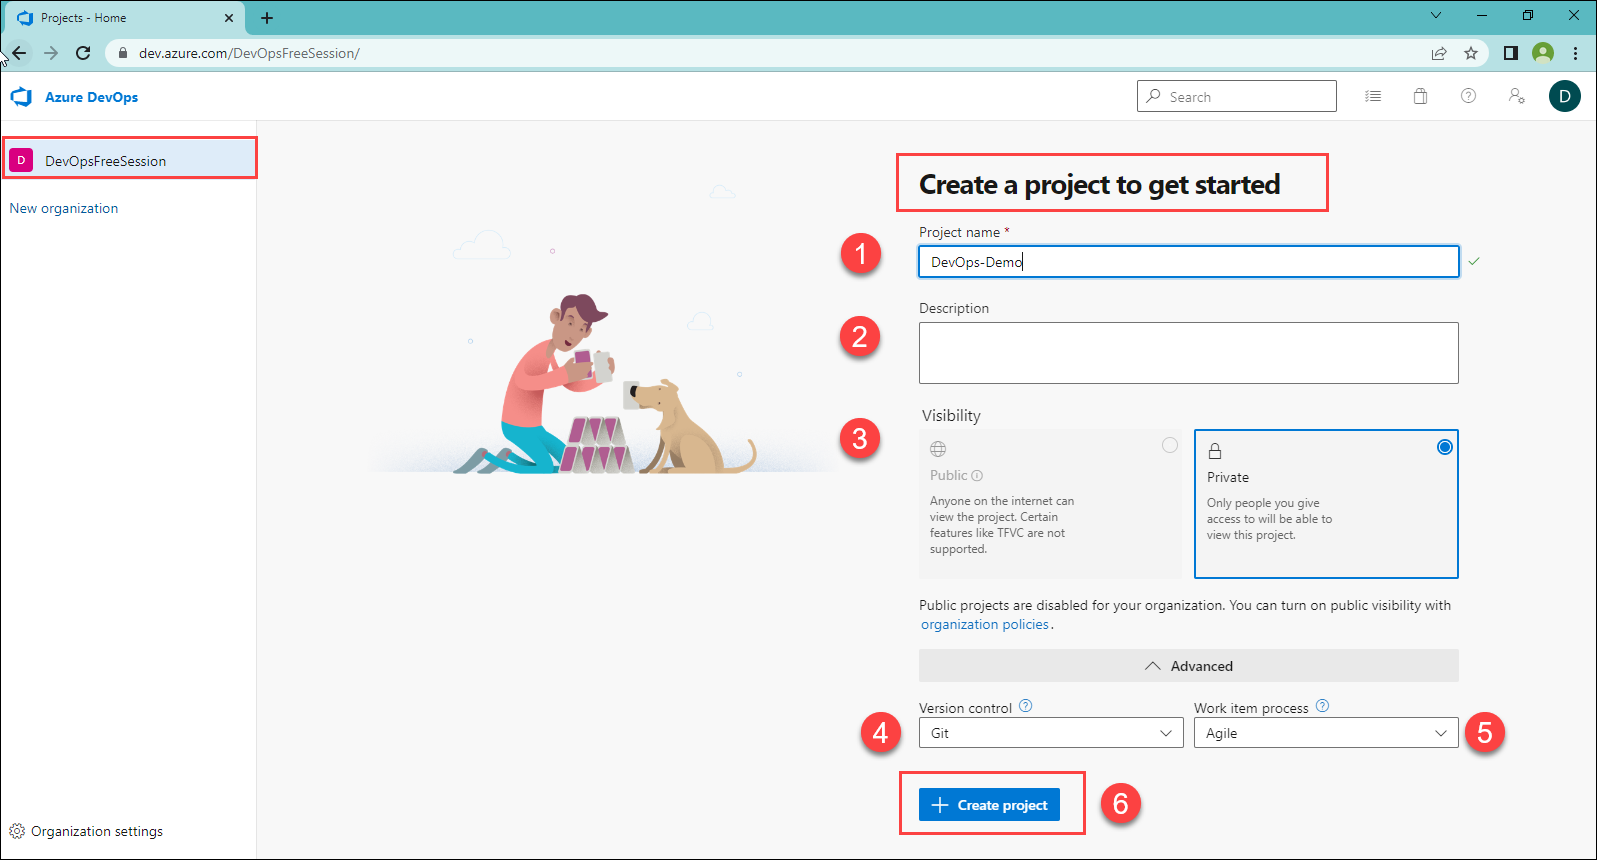 Projects - Home
dev.azure.com/DevOpsFreeSession/
Azure DevOps
Search
D
D DevOpsFreeSession
New organization
Create a project to get started
Project name *
1
DevOps-Demo
Description
2
Visibility
3
Public
Anyone on the internet can
view the project. Certain
features like TFVC are not
supported.
Private
Only people you give
access to will be able to
view this project.
Public projects are disabled for your organization. You can turn on public visibility with
organization policies.
Advanced
Version control
Work item process
4
Git
Agile
5
Create project
6
Organization settings